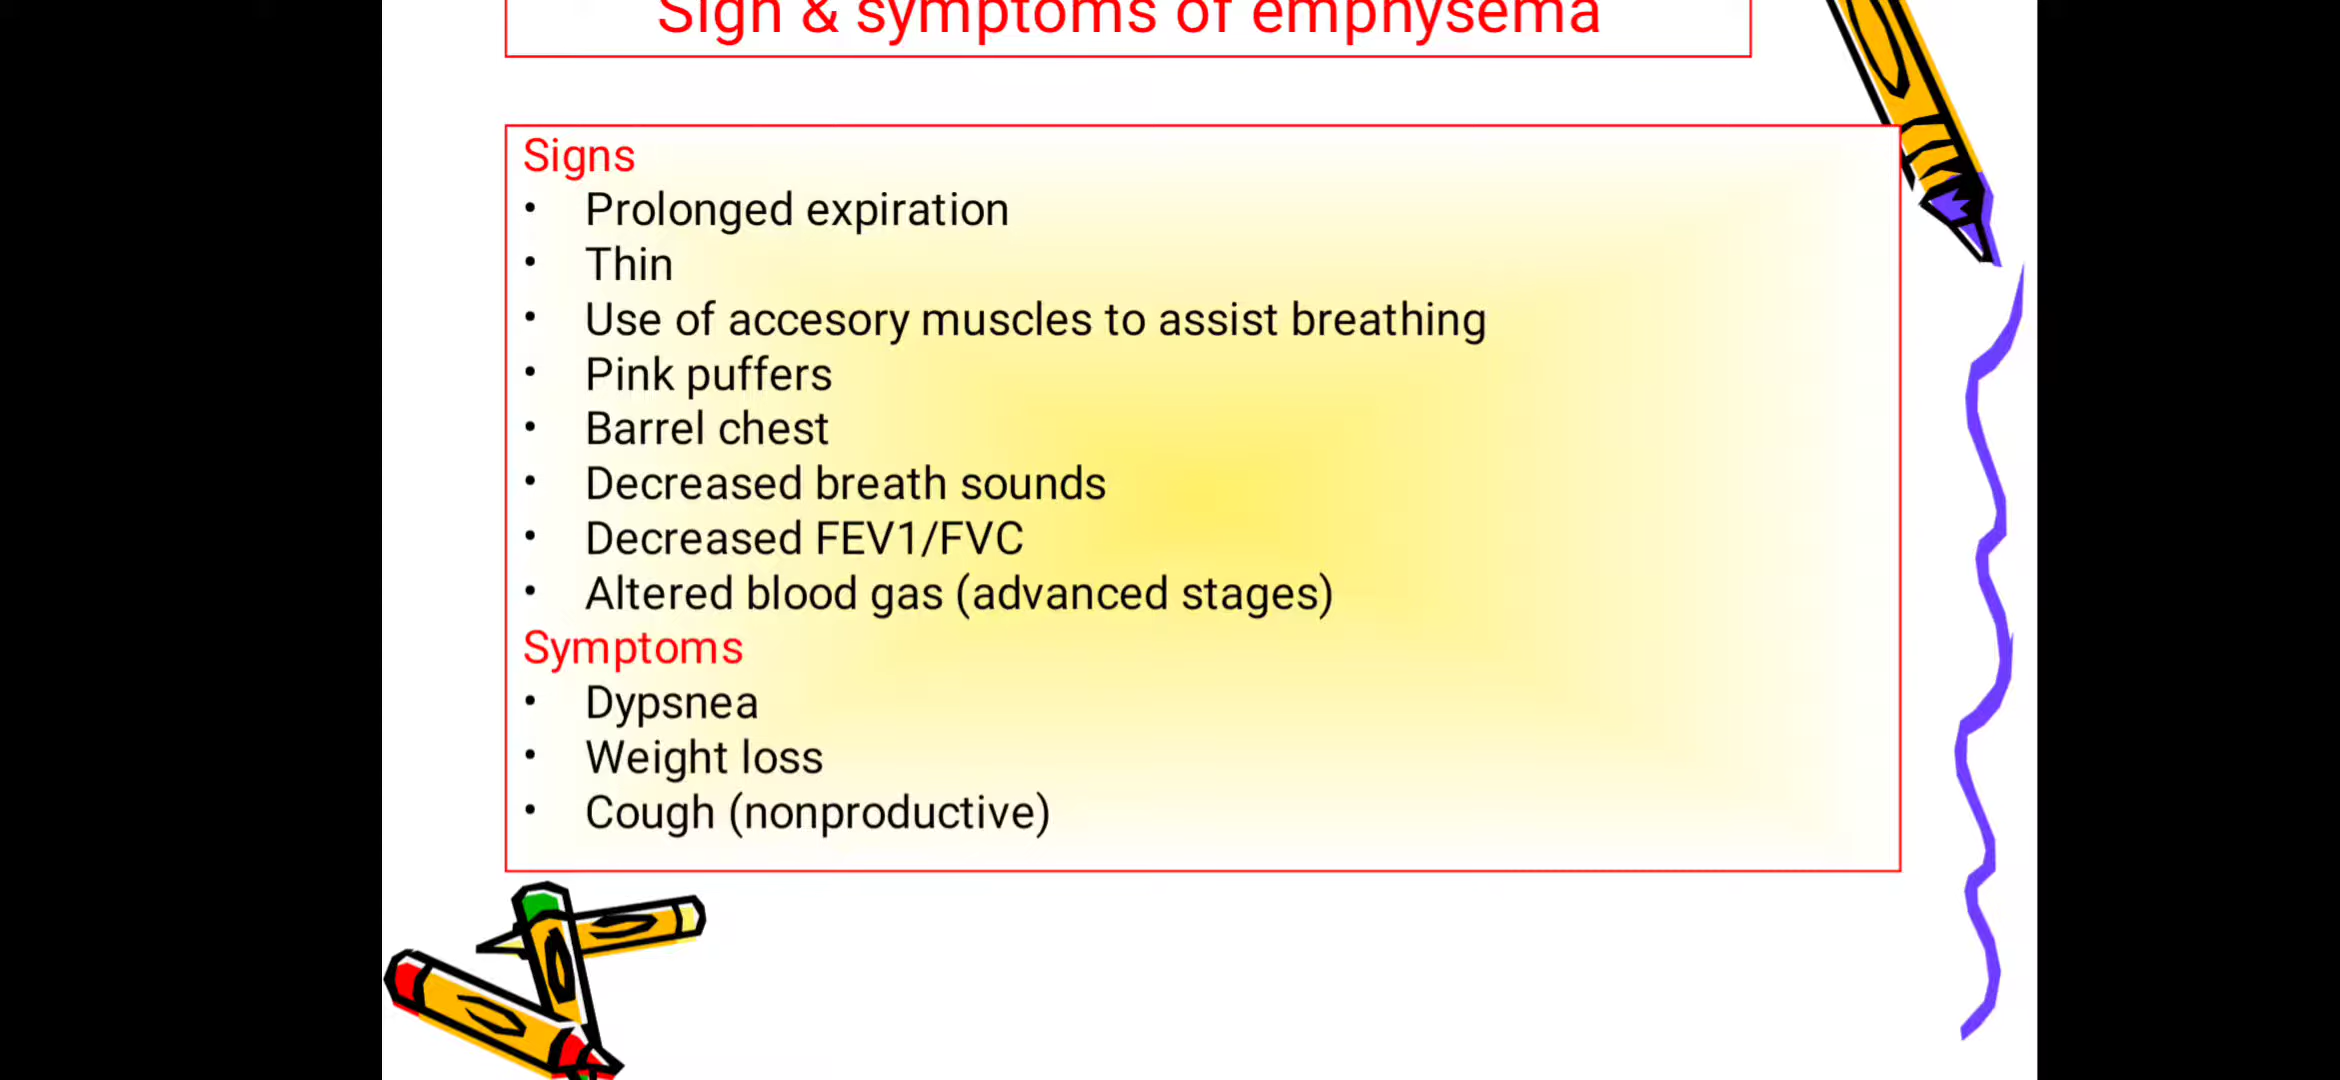 Sign & symptoms of emphysema
Signs
• Prolonged expiration
• Thin
• Use of accesory muscles to assist breathing
• Pink puffers
• Barrel chest
• Decreased breath sounds
• Decreased FEV1/FVC
• Altered blood gas (advanced stages)
Symptoms
• Dypsnea
• Weight loss
• Cough (nonproductive)